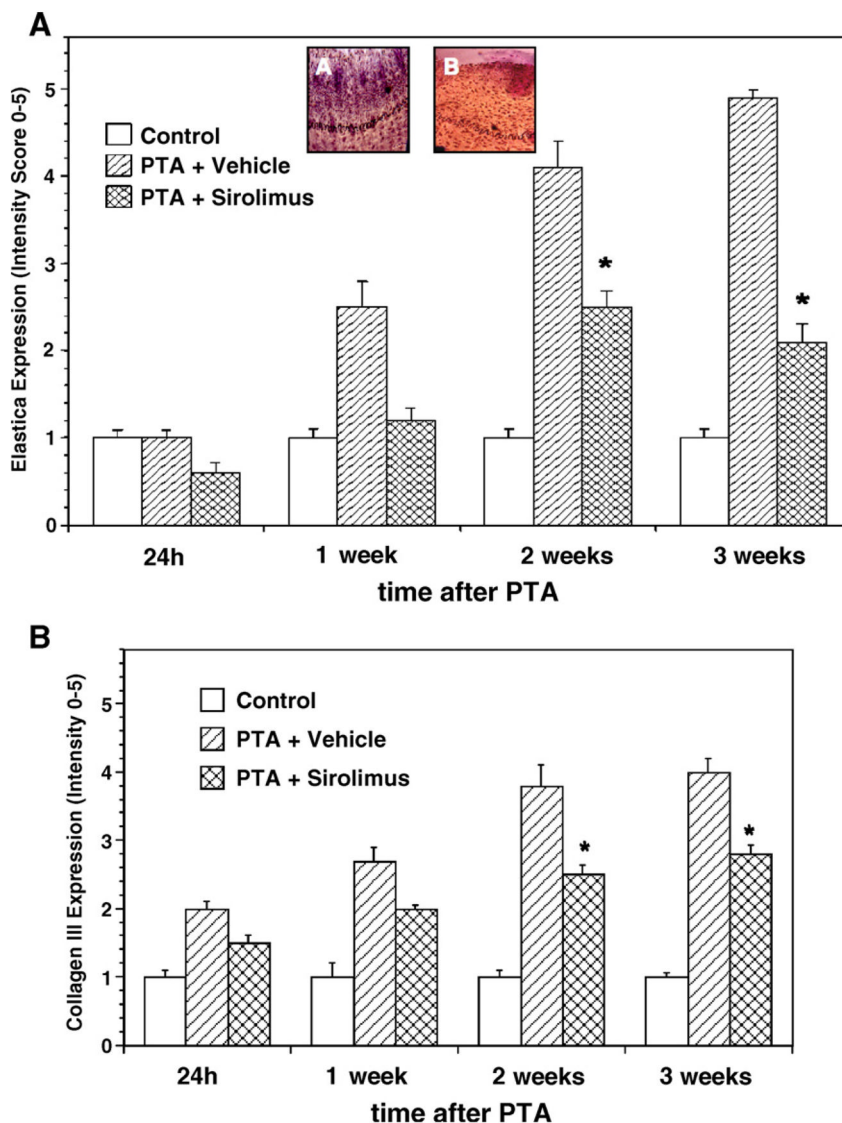 A
A
B
Control
PTA + Vehicle
PTA + Sirolimus
Elastica Expression (Intensity Score 0-5)
5
4
3
2
1
0
*
*
24h
1 week
2 weeks
3 weeks
time after PTA
B
Control
PTA + Vehicle
PTA + Sirolimus
Collagen III Expression (Intensity 0-5)
5
4
3
2
1
0
*
*
24h
1 week
2 weeks
3 weeks
time after PTA